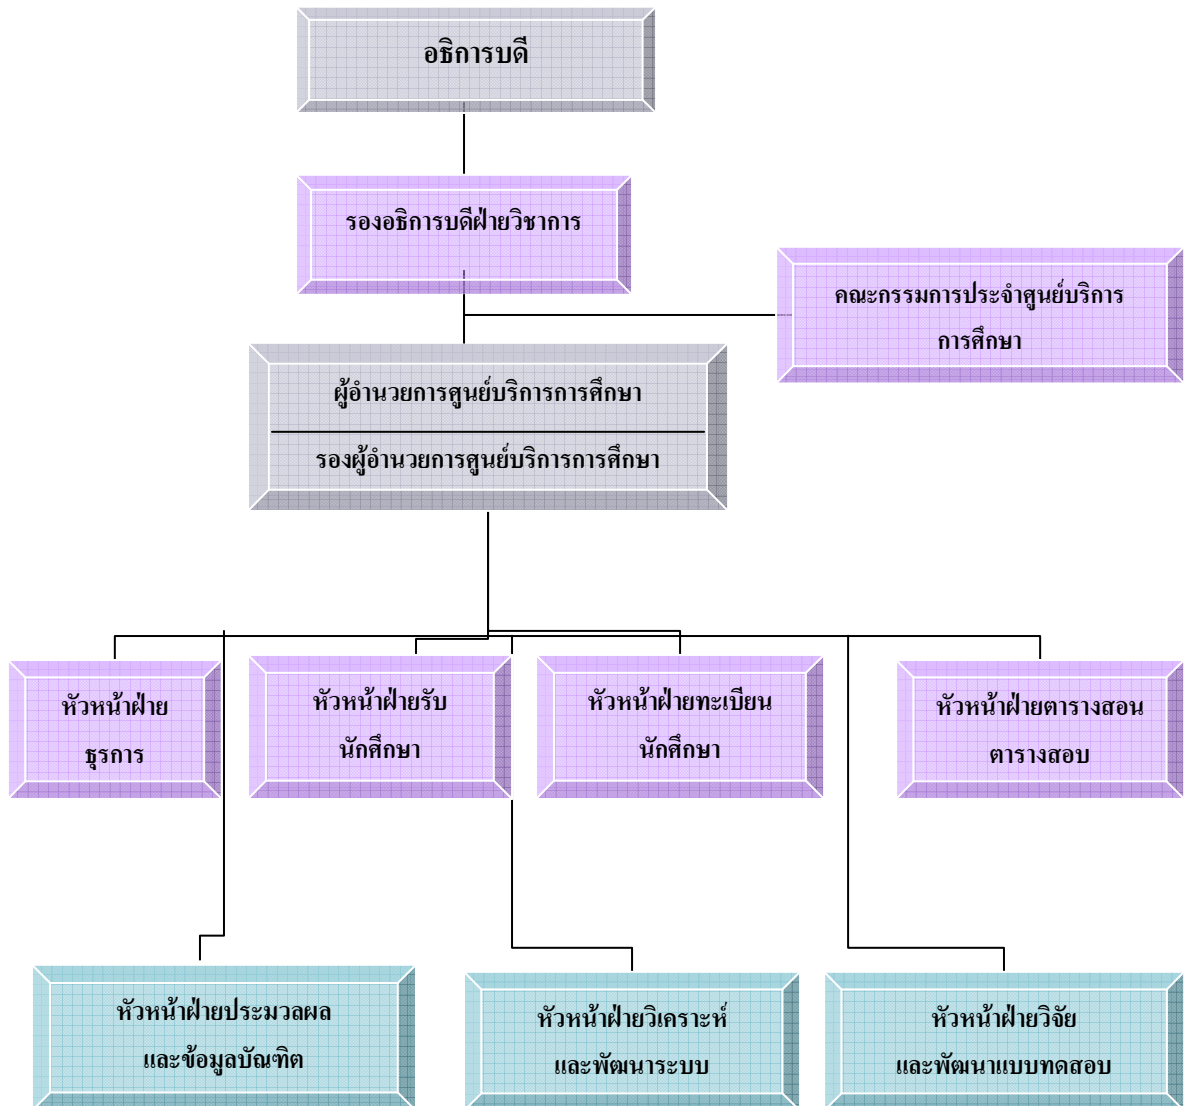 อธิการบดี
รองอธิการบดีฝ่ายวิชาการ
คณะกรรมการประจำศูนย์บริการ
การศึกษา
ผู้อำนวยการศูนย์บริการการศึกษา
รองผู้อำนวยการศูนย์บริการการศึกษา
หัวหน้าฝ่าย
ธุรการ
หัวหน้าฝ่ายรับ
นักศึกษา
หัวหน้าฝ่ายทะเบียน
นักศึกษา
หัวหน้าฝ่ายตารางสอน
ตารางสอบ
หัวหน้าฝ่ายประมวลผล
และข้อมูลบัณฑิต
หัวหน้าฝ่ายวิเคราะห์
และพัฒนาระบบ
หัวหน้าฝ่ายวิจัย
และพัฒนาแบบทดสอบ